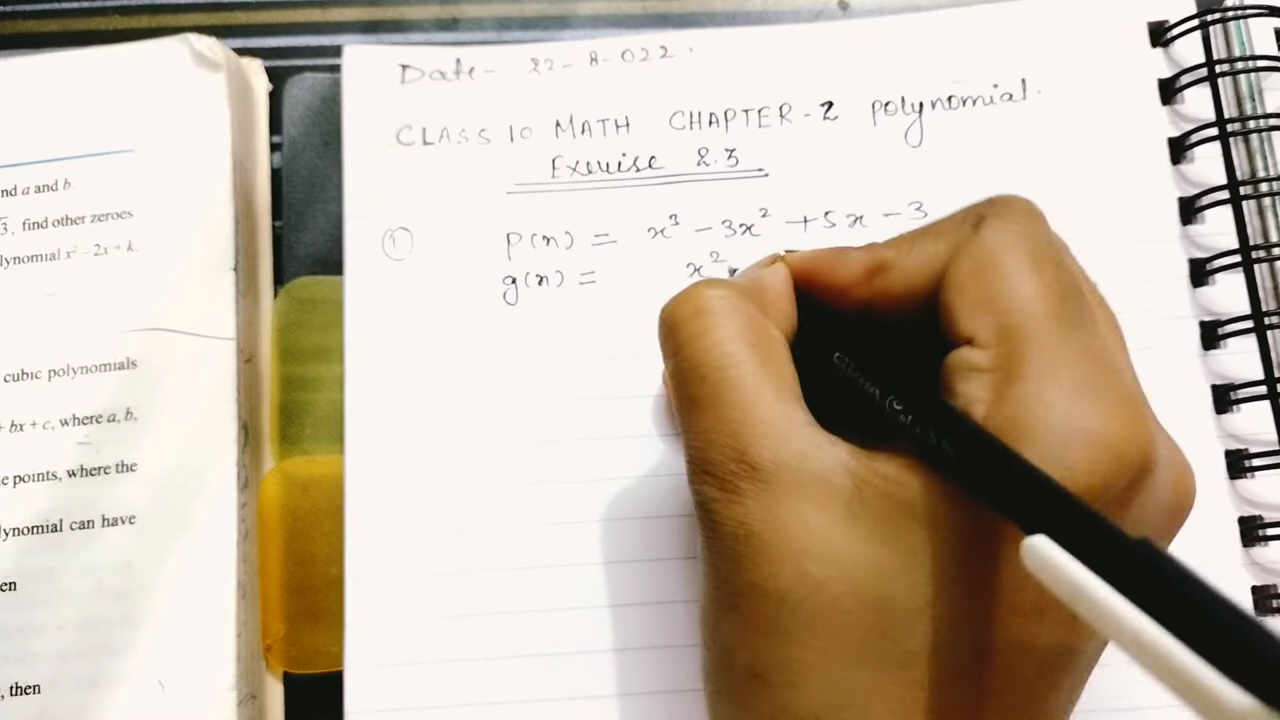 nd a and b
3, find other zeroes
lynomial x² – 2x + k.
cubic polynomials
+ bx + c, where a, b,
e points, where the
lynomial can have
en
, then
Date - 22-8-022.
CLASS 10 MATH CHAPTER-2 polynomial.
Exercise 2.3
① P(x) = x³ - 3x² + 5x - 3
g(x) = x²